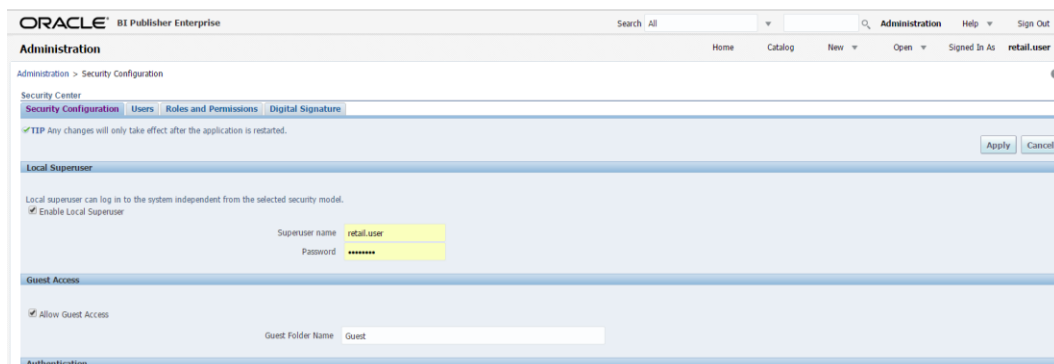 ORACLE BI Publisher Enterprise Search All Administration Help Sign Out
Administration Home Catalog New Open Signed In As retail.user
Administration > Security Configuration
Security Center
Security Configuration Users Roles and Permissions Digital Signature
TIP Any changes will only take effect after the application is restarted.
Apply Cancel
Local Superuser
Local superuser can log in to the system independent from the selected security model.
Enable Local Superuser
Superuser name retail.user
Password ••••••••
Guest Access
Allow Guest Access
Guest Folder Name Guest
Authentication